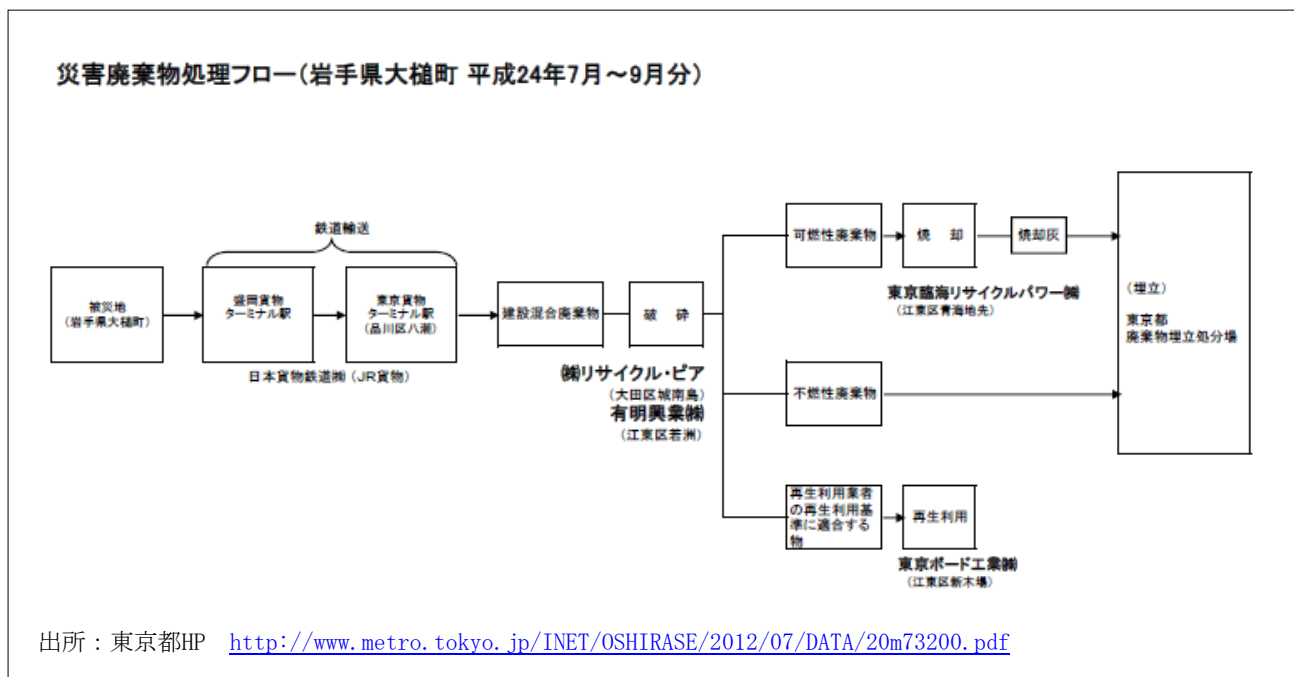 災害廃棄物処理フロー(岩手県大槌町 平成24年7月～9月分)
鉄道輸送
被災地
(岩手県大槌町)
盛岡貨物
ターミナル駅
東京貨物
ターミナル駅
(品川区八潮)
日本貨物鉄道㈱(JR貨物)
建設混合廃棄物
破 砕
㈱リサイクル・ピア
(大田区城南島)
有明興業㈱
(江東区若洲)
可燃性廃棄物
焼 却
焼却灰
東京臨海リサイクルパワー㈱
(江東区青海地先)
不燃性廃棄物
再生利用業者
の再生利用基
準に適合する
物
再生利用
東京ボード工業㈱
(江東区新木場)
(埋立)
東京都
廃棄物埋立処分場
出所：東京都HP http://www.metro.tokyo.jp/INET/OSHIRASE/2012/07/DATA/20m73200.pdf